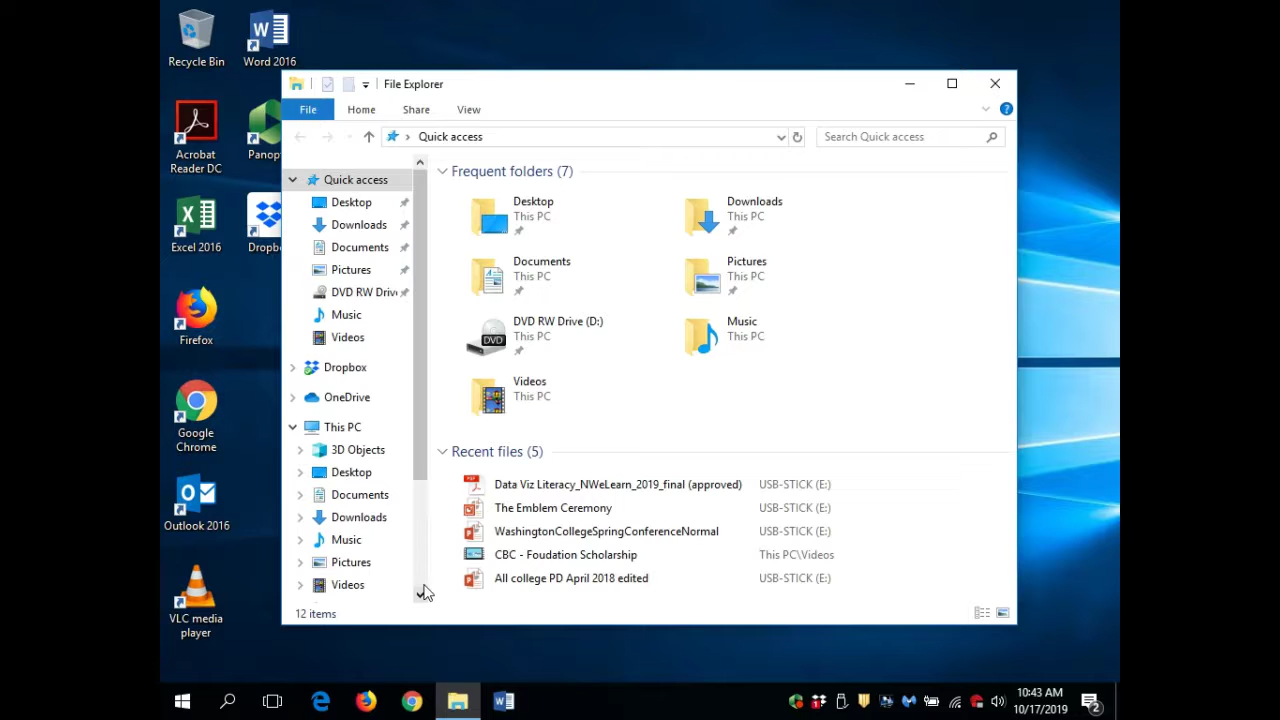 Recycle Bin
Word 2016
Acrobat
Reader DC
Panop
Excel 2016
Dropb
Firefox
Google
Chrome
Outlook 2016
VLC media
player
File Explorer
File
Home
Share
View
Quick access
Search Quick access
Quick access
Desktop
Downloads
Documents
Pictures
DVD RW Driv
Music
Videos
Dropbox
OneDrive
This PC
3D Objects
Desktop
Documents
Downloads
Music
Pictures
Videos
Frequent folders (7)
Desktop
This PC
Downloads
This PC
Documents
This PC
Pictures
This PC
DVD RW Drive (D:)
This PC
DVD
Music
This PC
Videos
This PC
Recent files (5)
Data Viz Literacy_NWeLearn_2019_final (approved) USB-STICK (E:)
The Emblem Ceremony USB-STICK (E:)
WashingtonCollegeSpringConferenceNormal USB-STICK (E:)
CBC - Foudation Scholarship This PC\Videos
All college PD April 2018 edited USB-STICK (E:)
12 items
10:43 AM
10/17/2019
2